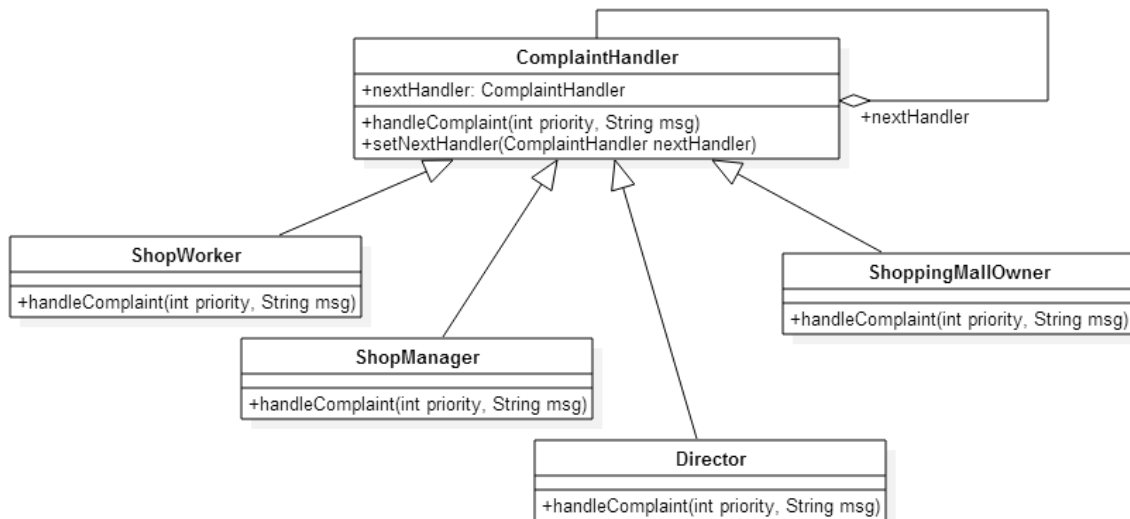 ComplaintHandler
+nextHandler: ComplaintHandler
+handleComplaint(int priority, String msg)
+setNextHandler(ComplaintHandler nextHandler)
+nextHandler
ShopWorker
+handleComplaint(int priority, String msg)
ShoppingMallOwner
+handleComplaint(int priority, String msg)
ShopManager
+handleComplaint(int priority, String msg)
Director
+handleComplaint(int priority, String msg)